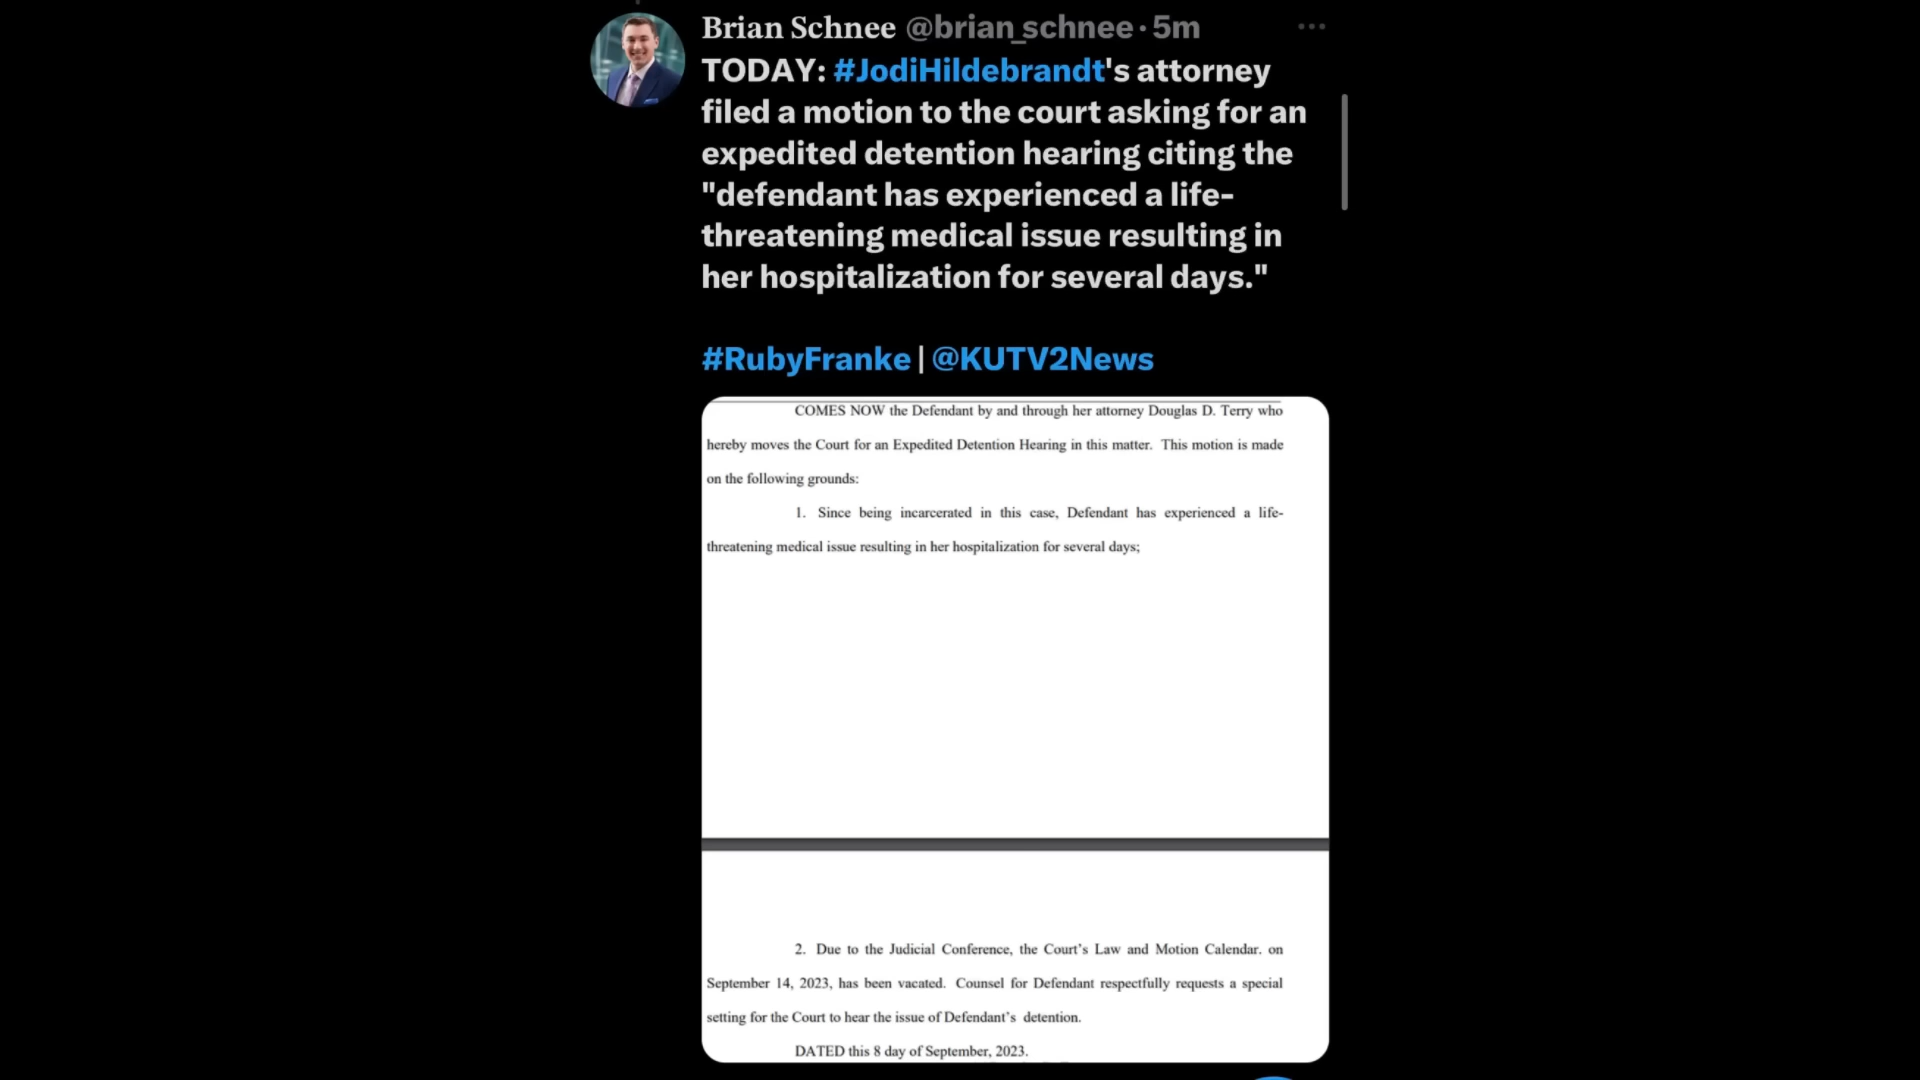 Brian Schnee @brian_schnee · 5m
TODAY: #JodiHildebrandt's attorney
filed a motion to the court asking for an
expedited detention hearing citing the
"defendant has experienced a life-
threatening medical issue resulting in
her hospitalization for several days."
#RubyFranke | @KUTV2News
COMES NOW the Defendant by and through her attorney Douglas D. Terry who
hereby moves the Court for an Expedited Detention Hearing in this matter. This motion is made
on the following grounds:
1. Since being incarcerated in this case, Defendant has experienced a life-
threatening medical issue resulting in her hospitalization for several days;
2. Due to the Judicial Conference, the Court's Law and Motion Calendar. on
September 14, 2023, has been vacated. Counsel for Defendant respectfully requests a special
setting for the Court to hear the issue of Defendant's detention.
DATED this 8 day of September, 2023.